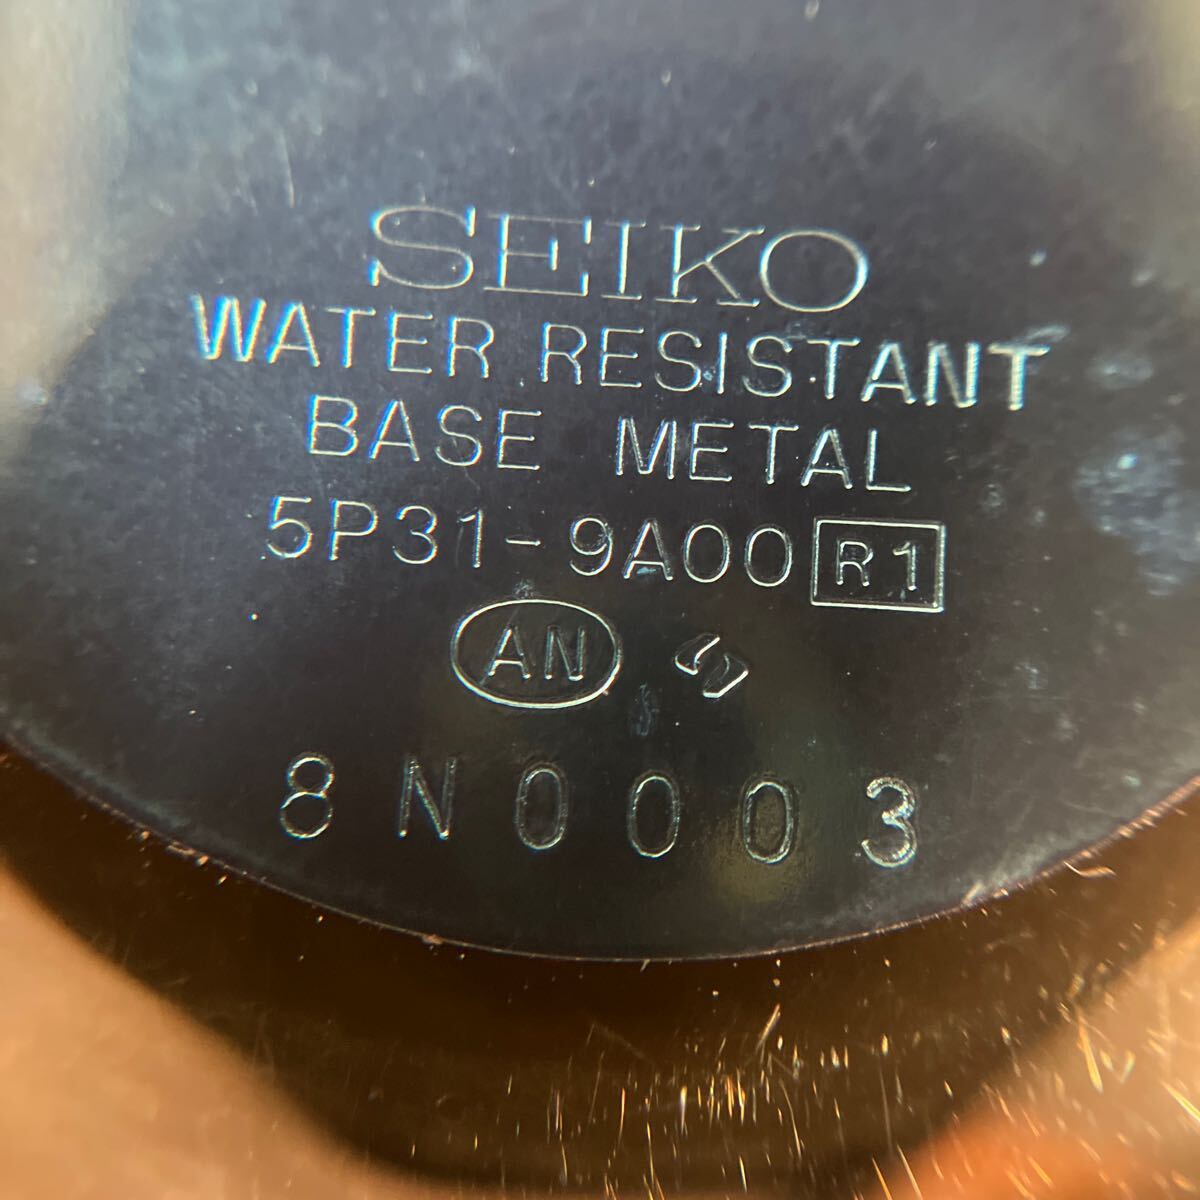 SEIKO
WATER RESISTANT
BASE METAL
5P31-9A00 R1
AN
8N0003